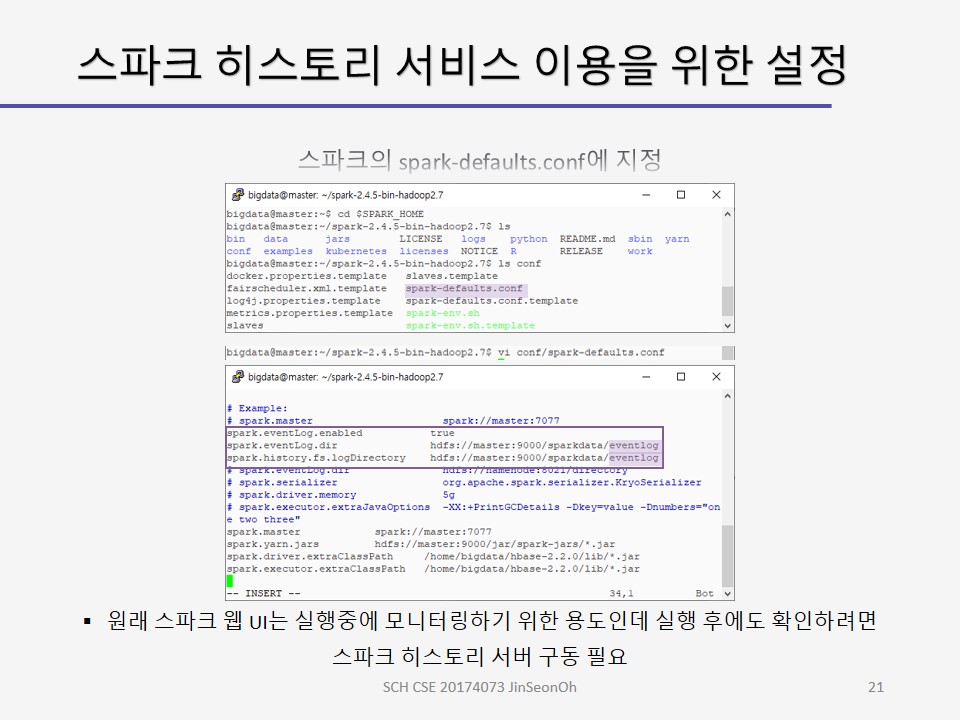 스파크 히스토리 서비스 이용을 위한 설정
스파크의 spark-defaults.conf에 지정
bigdata@master: ~/spark-2.4.5-bin-hadoop2.7
bigdata@master:~$ cd $SPARK_HOME
bigdata@master:~/spark-2.4.5-bin-hadoop2.7$ ls
bin data jars LICENSE logs python README.md sbin yarn
conf examples kubernetes licenses NOTICE R RELEASE work
bigdata@master:~/spark-2.4.5-bin-hadoop2.7$ ls conf
docker.properties.template slaves.template
fairscheduler.xml.template spark-defaults.conf
log4j.properties.template spark-defaults.conf.template
metrics.properties.template spark-env.sh
slaves spark-env.sh.template
bigdata@master:~/spark-2.4.5-bin-hadoop2.7$ vi conf/spark-defaults.conf
bigdata@master: ~/spark-2.4.5-bin-hadoop2.7
# Example:
# spark.master spark://master:7077
spark.eventLog.enabled true
spark.eventLog.dir hdfs://master:9000/sparkdata/eventlog
spark.history.fs.logDirectory hdfs://master:9000/sparkdata/eventlog
# spark.eventLog.dir hdfs://namenode:8021/directory
# spark.serializer org.apache.spark.serializer.KryoSerializer
# spark.driver.memory 5g
# spark.executor.extraJavaOptions -XX:+PrintGCDetails -Dkey=value -Dnumbers="on
e two three"
spark.master spark://master:7077
spark.yarn.jars hdfs://master:9000/jar/spark-jars/*.jar
spark.driver.extraClassPath /home/bigdata/hbase-2.2.0/lib/*.jar
spark.executor.extraClassPath /home/bigdata/hbase-2.2.0/lib/*.jar
-- INSERT -- 34,1 Bot
▪ 원래 스파크 웹 UI는 실행중에 모니터링하기 위한 용도인데 실행 후에도 확인하려면
스파크 히스토리 서버 구동 필요
SCH CSE 20174073 JinSeonOh 21